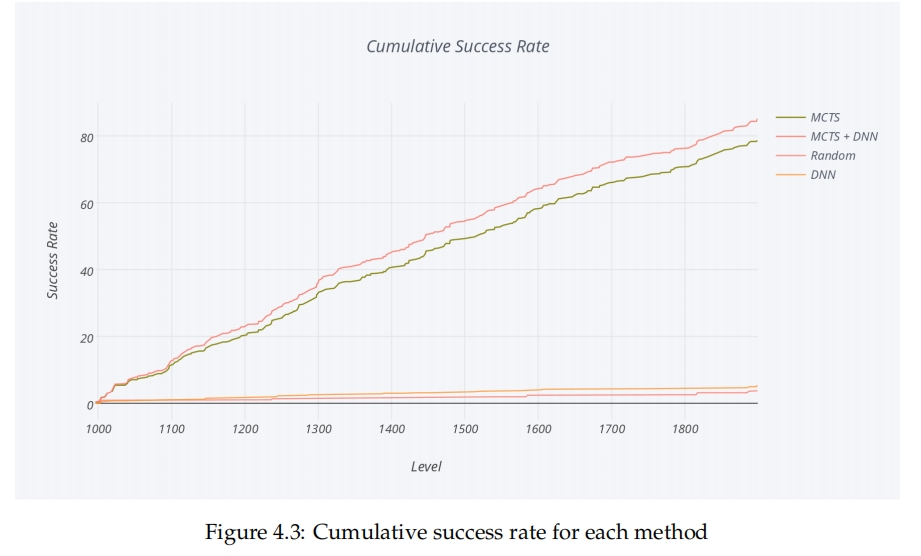 Cumulative Success Rate
MCTS
MCTS + DNN
Random
DNN
Success Rate
80
60
40
20
0
1000 1100 1200 1300 1400 1500 1600 1700 1800
Level
Figure 4.3: Cumulative success rate for each method